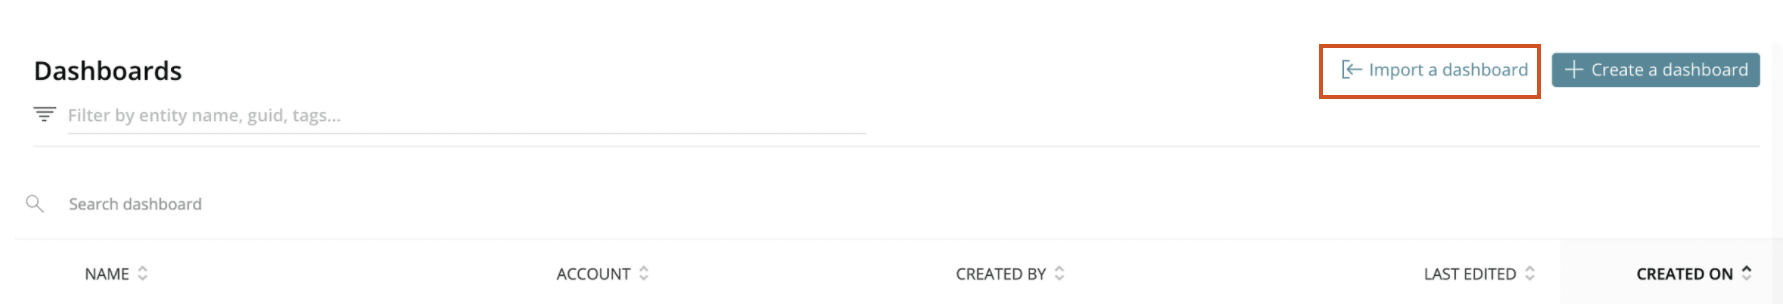 Dashboards
Import a dashboard
Create a dashboard
Filter by entity name, guid, tags...
Search dashboard
NAME ACCOUNT CREATED BY LAST EDITED CREATED ON